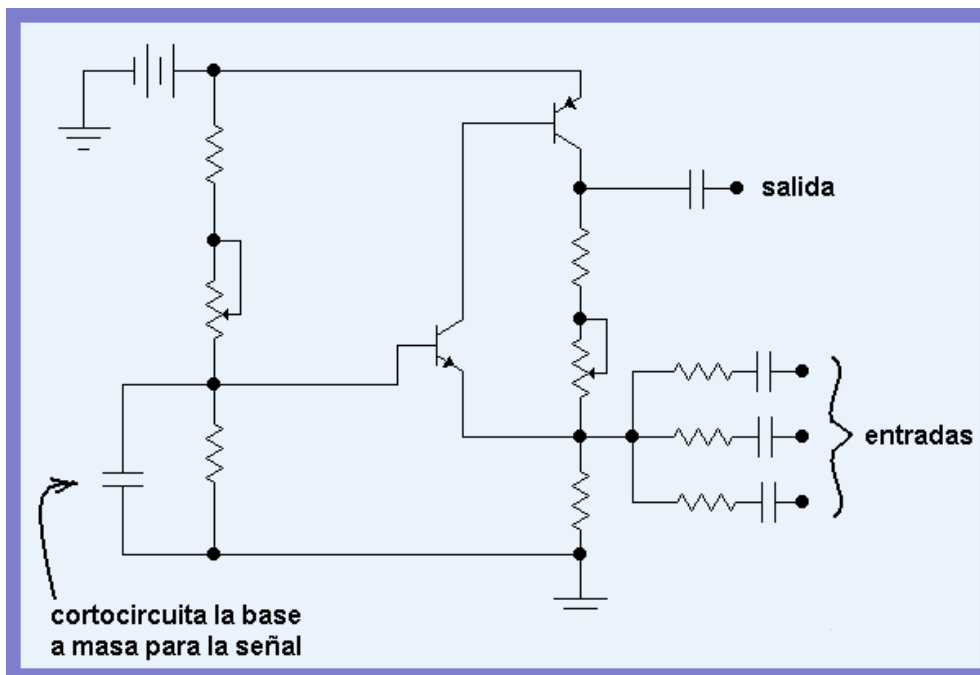 salida
entradas
cortocircuita la base
a masa para la señal